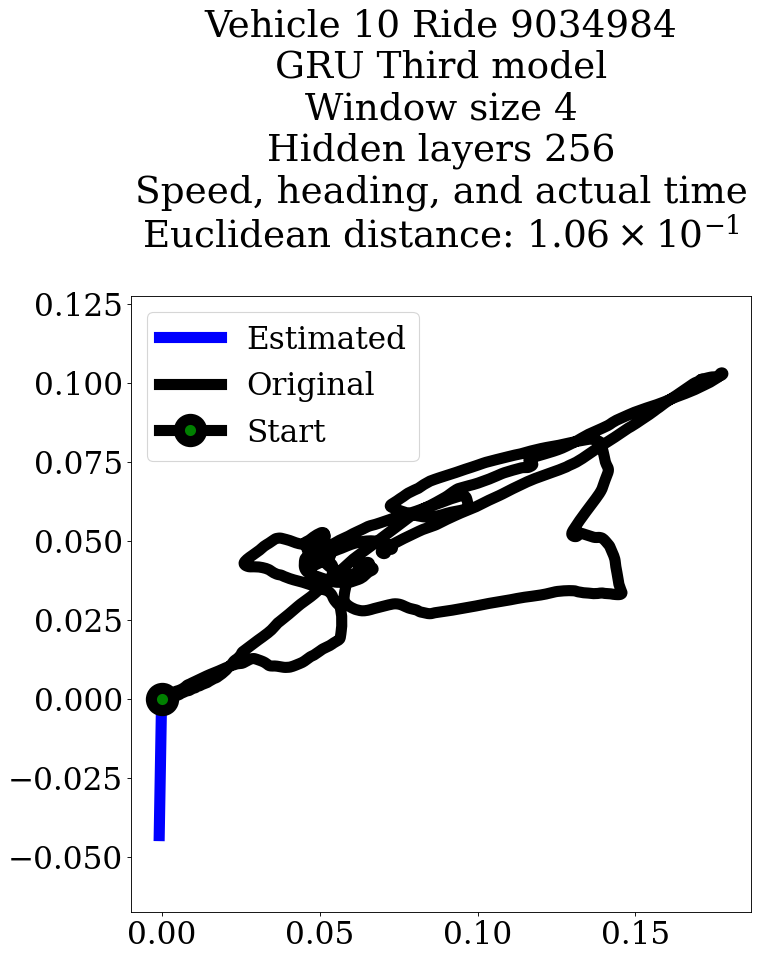 Vehicle 10 Ride 9034984
GRU Third model
Window size 4
Hidden layers 256
Speed, heading, and actual time
Euclidean distance: 1.06 × 10⁻¹
0.125
0.100
0.075
0.050
0.025
0.000
−0.025
−0.050
Estimated
Original
Start
0.00 0.05 0.10 0.15